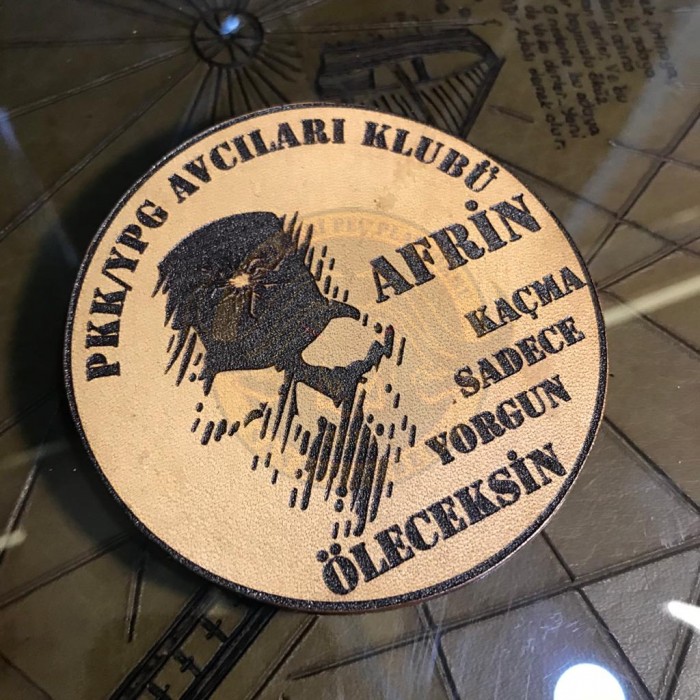 PKK/YPG AVCILARI KLUBÜ
AFRİN
KAÇMA
SADECE
YORGUN
ÖLECEKSİN